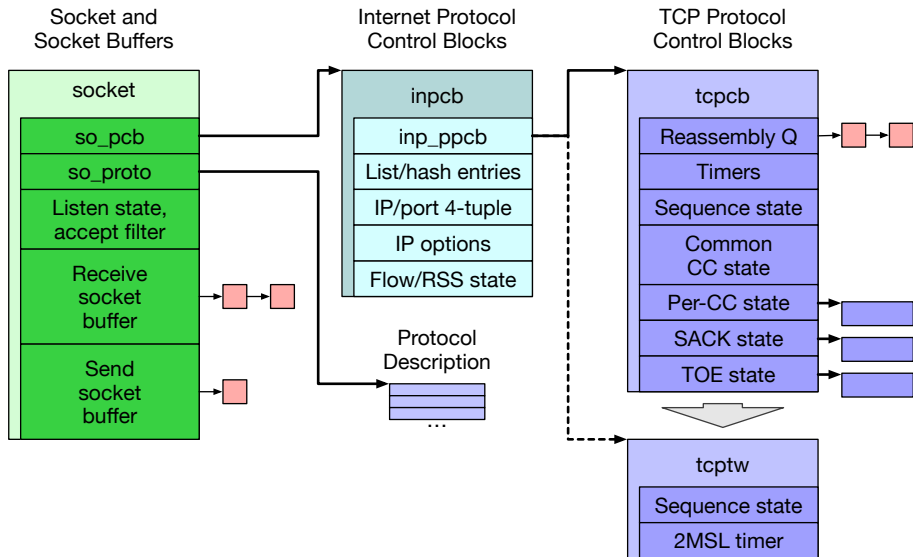 Socket and
Socket Buffers
socket
so_pcb
so_proto
Listen state,
accept filter
Receive
socket
buffer
Send
socket
buffer
Internet Protocol
Control Blocks
inpcb
inp_ppcb
List/hash entries
IP/port 4-tuple
IP options
Flow/RSS state
Protocol
Description
...
TCP Protocol
Control Blocks
tcpcb
Reassembly Q
Timers
Sequence state
Common
CC state
Per-CC state
SACK state
TOE state
tcptw
Sequence state
2MSL timer